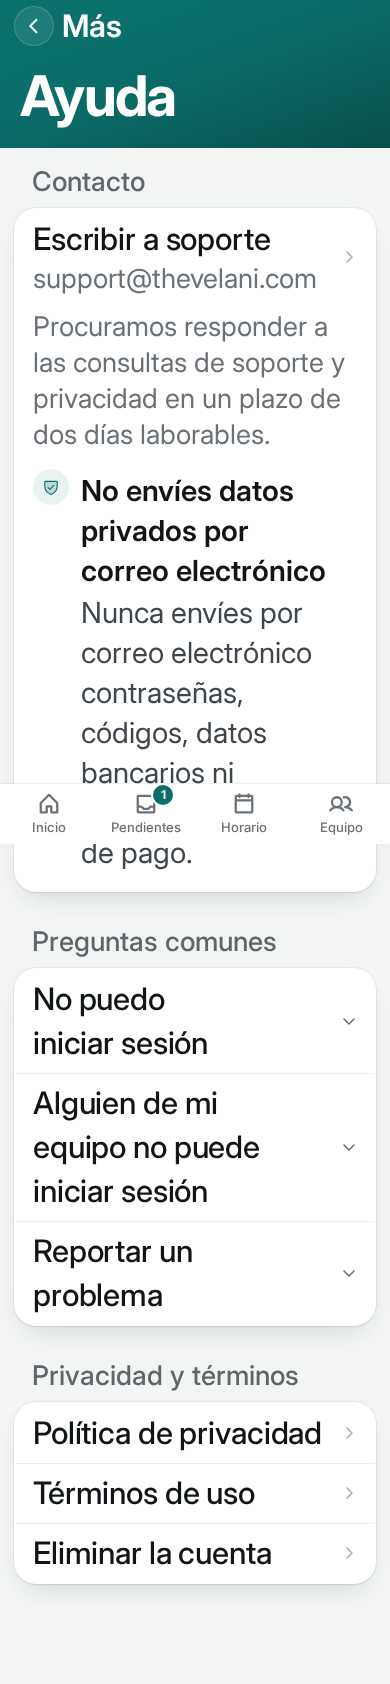 Más
Ayuda
Contacto
Escribir a soporte
support@thevelani.com
Procuramos responder a
las consultas de soporte y
privacidad en un plazo de
dos días laborables.
No envíes datos
privados por
correo electrónico
Nunca envíes por
correo electrónico
contraseñas,
códigos, datos
bancarios ni
1
Inicio
Pendientes
Horario
Equipo
de pago.
Preguntas comunes
No puedo
iniciar sesión
Alguien de mi
equipo no puede
iniciar sesión
Reportar un
problema
Privacidad y términos
Política de privacidad
Términos de uso
Eliminar la cuenta